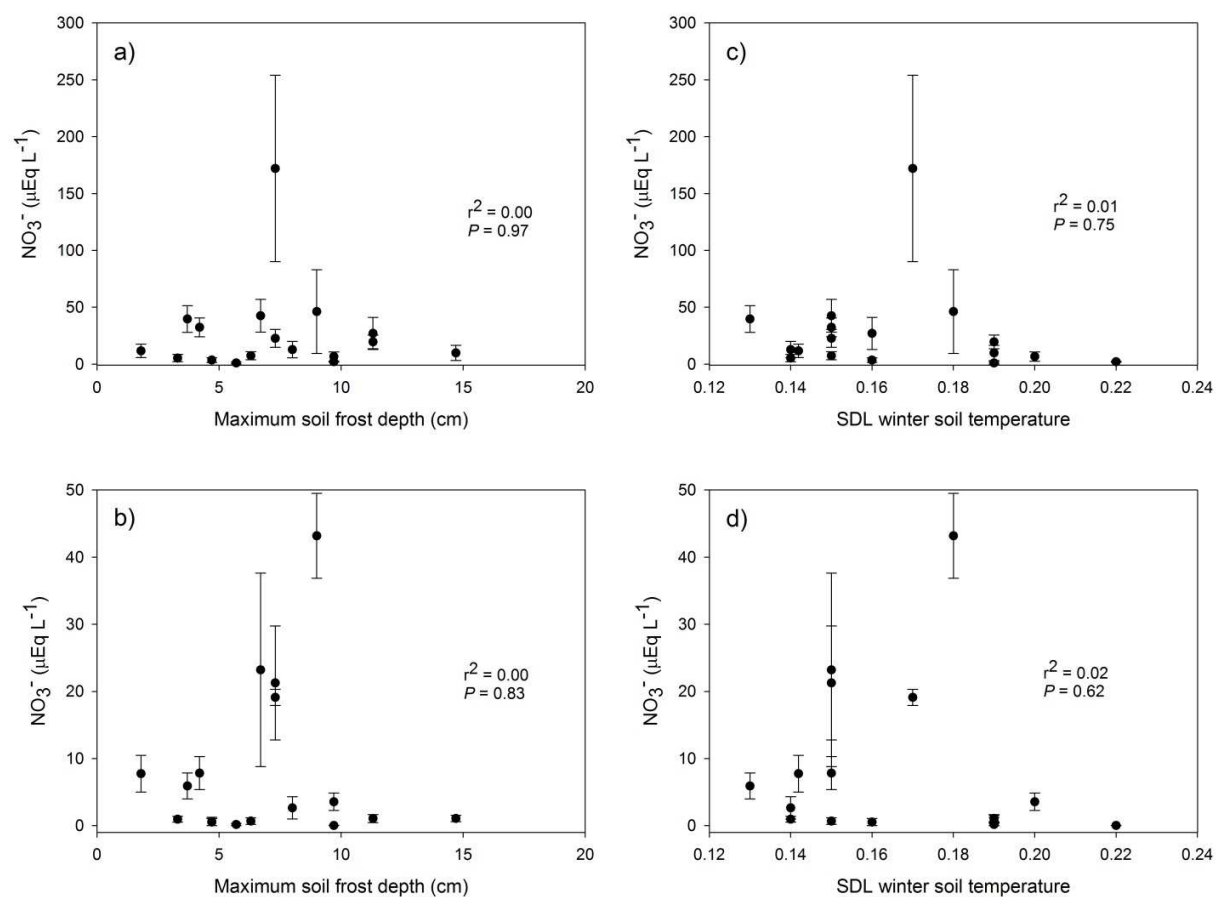 a)
300
250
200
150
100
50
0
NO3⁻ (μEq L⁻¹)
r² = 0.00
P = 0.97
0 5 10 15 20
Maximum soil frost depth (cm)
c)
300
250
200
150
100
50
0
NO3⁻ (μEq L⁻¹)
r² = 0.01
P = 0.75
0.12 0.14 0.16 0.18 0.20 0.22 0.24
SDL winter soil temperature
b)
50
40
30
20
10
0
NO3⁻ (μEq L⁻¹)
r² = 0.00
P = 0.83
0 5 10 15 20
Maximum soil frost depth (cm)
d)
50
40
30
20
10
0
NO3⁻ (μEq L⁻¹)
r² = 0.02
P = 0.62
0.12 0.14 0.16 0.18 0.20 0.22 0.24
SDL winter soil temperature